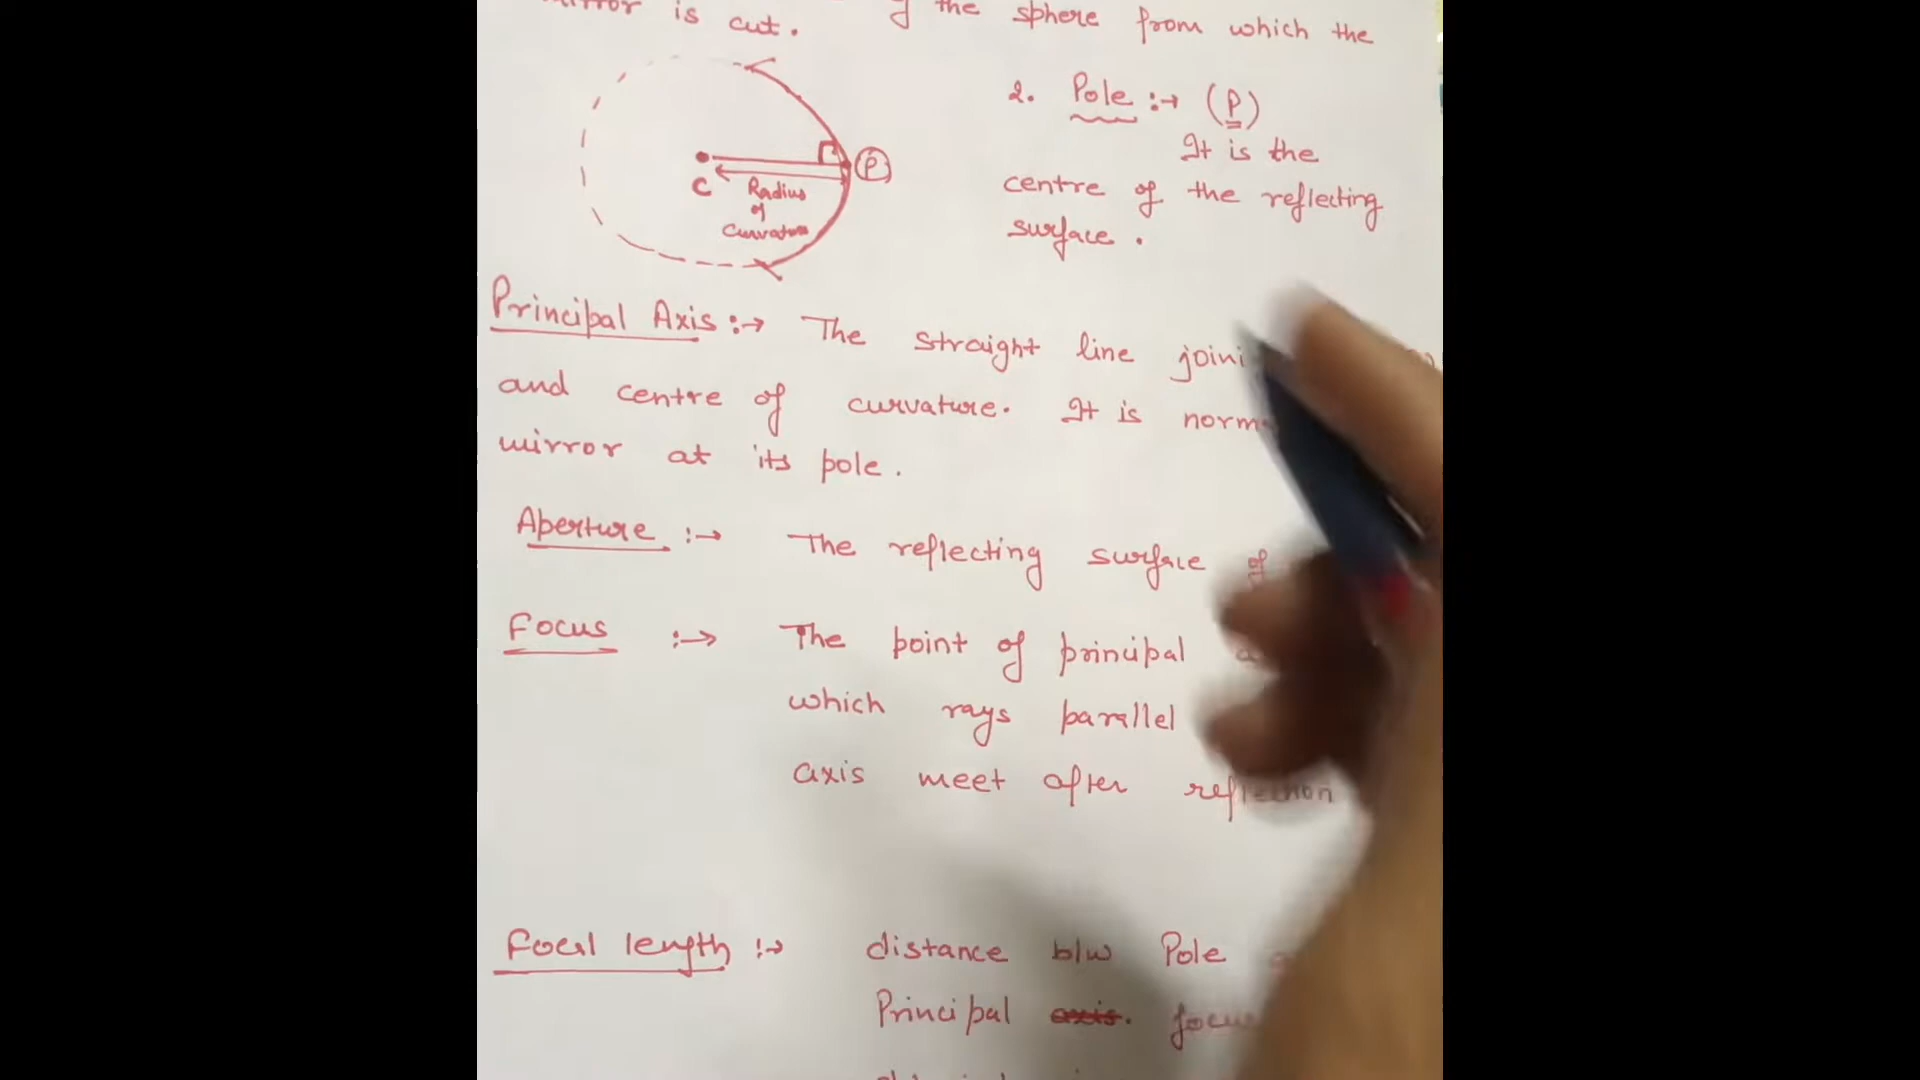 is cut. of the sphere from which the
C
Radius
of
Curvature
P
2. Pole :→ (P)
It is the
centre of the reflecting
surface.
Principal Axis :→ The straight line
and centre of curvature. It is
mirror at its pole.
Aperture :→ The reflecting surface of
Focus :→ The point of principal
which rays parallel
axis meet after reflection
Focal length :→ distance b/w Pole
Principal axis. focus